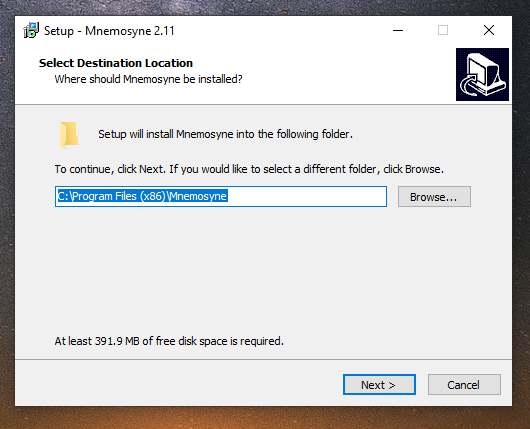 Setup - Mnemosyne 2.11
Select Destination Location
Where should Mnemosyne be installed?
Setup will install Mnemosyne into the following folder.
To continue, click Next. If you would like to select a different folder, click Browse.
C:\Program Files (x86)\Mnemosyne
Browse...
At least 391.9 MB of free disk space is required.
Next >
Cancel